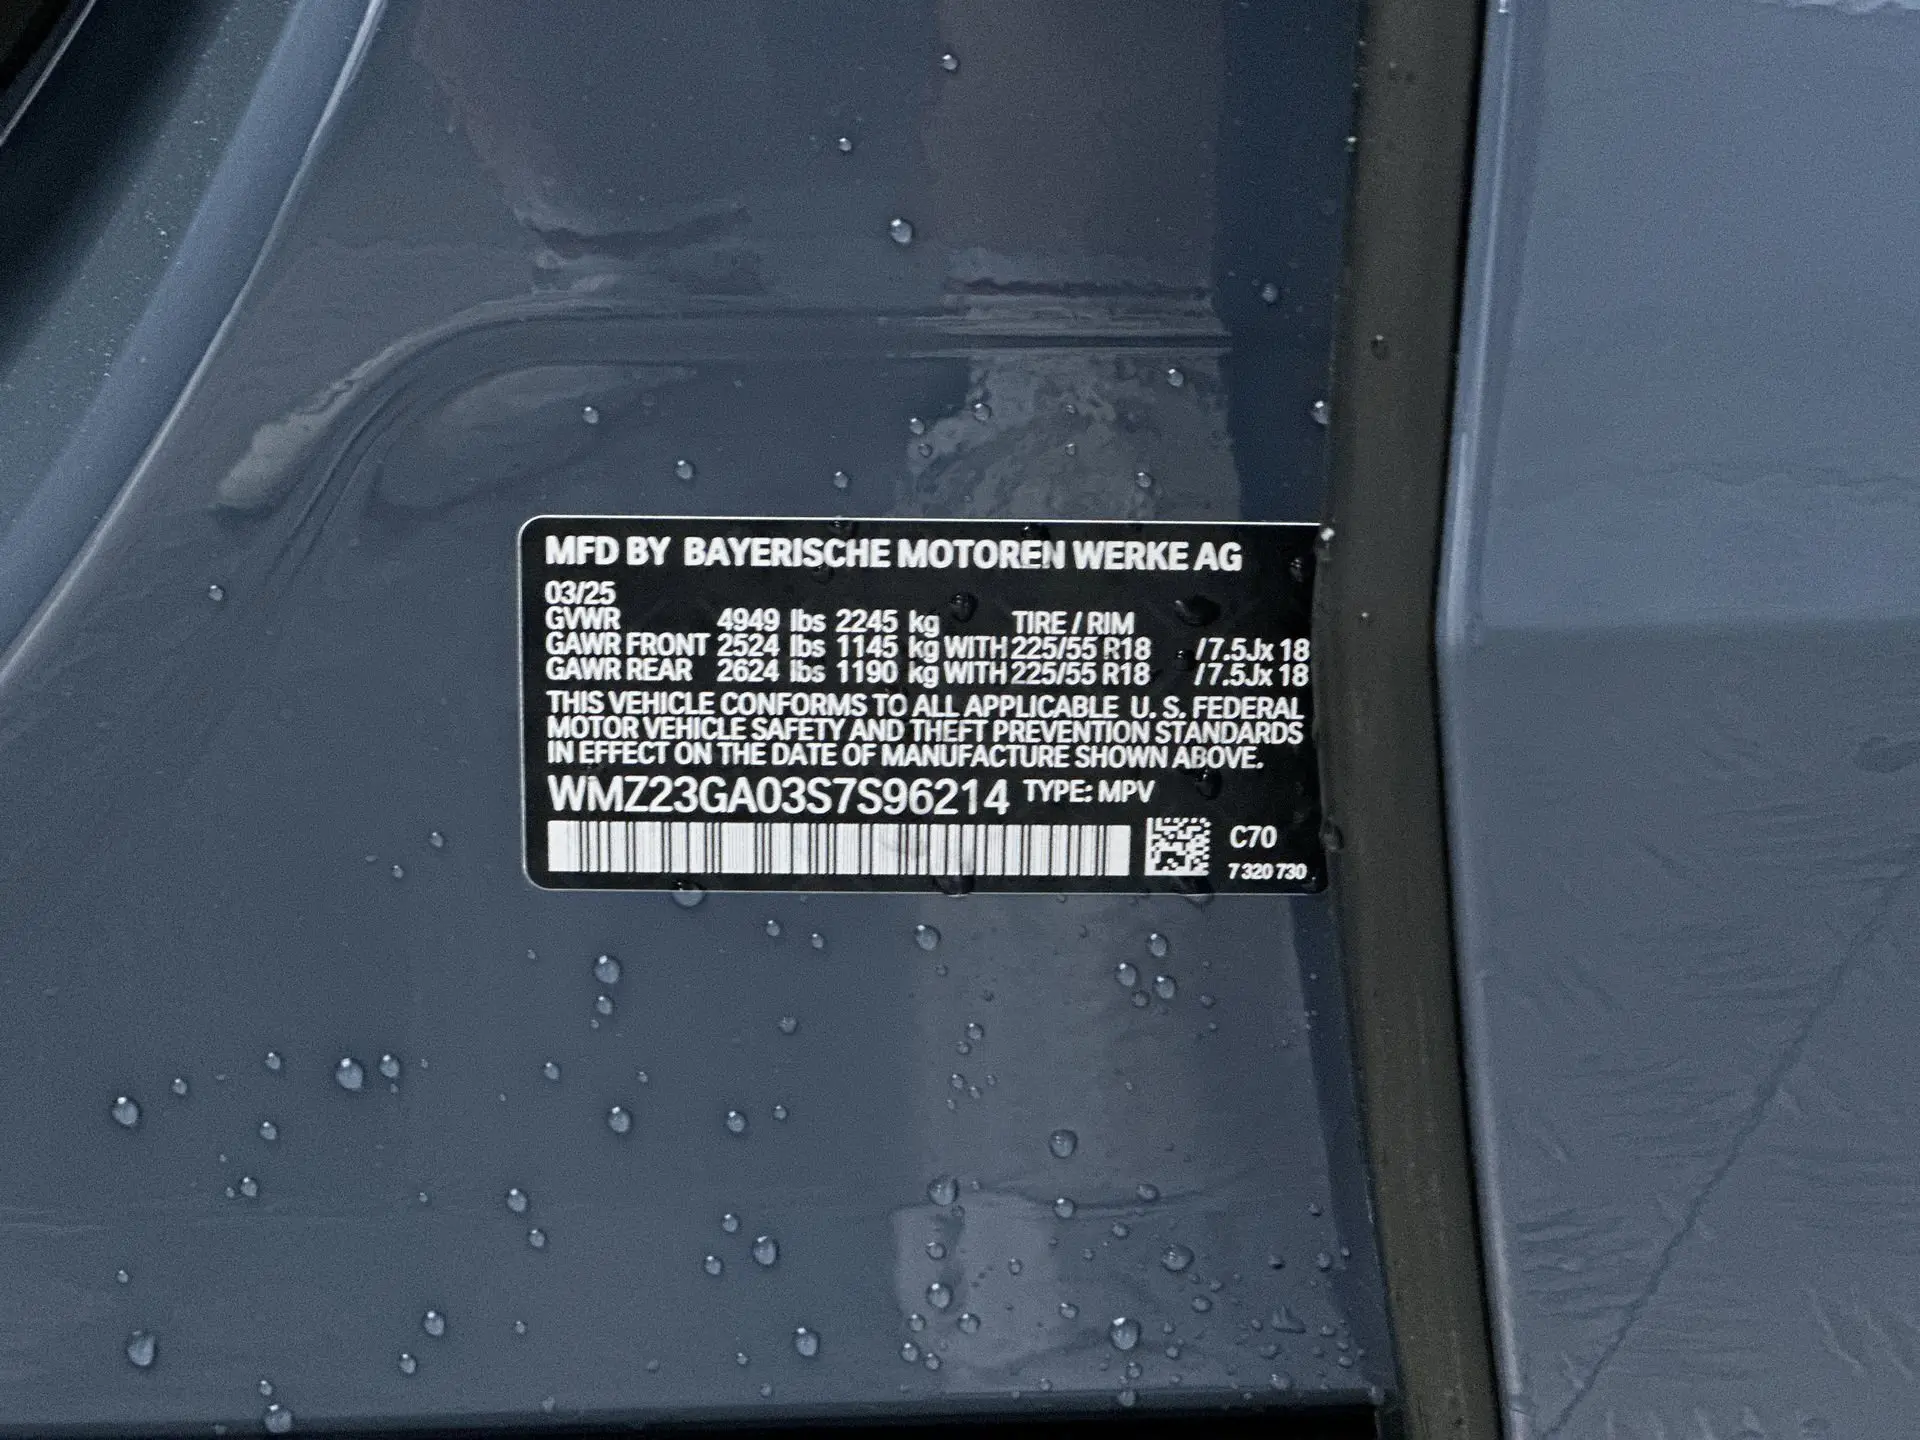 MFD BY BAYERISCHE MOTOREN WERKE AG
03/25
GVWR 4949 lbs 2245 kg TIRE / RIM
GAWR FRONT 2524 lbs 1145 kg WITH 225/55 R18 /7.5Jx 18
GAWR REAR 2624 lbs 1190 kg WITH 225/55 R18 /7.5Jx 18
THIS VEHICLE CONFORMS TO ALL APPLICABLE U. S. FEDERAL
MOTOR VEHICLE SAFETY AND THEFT PREVENTION STANDARDS
IN EFFECT ON THE DATE OF MANUFACTURE SHOWN ABOVE.
WMZ23GA03S7S96214 TYPE: MPV
C70
7 320 730